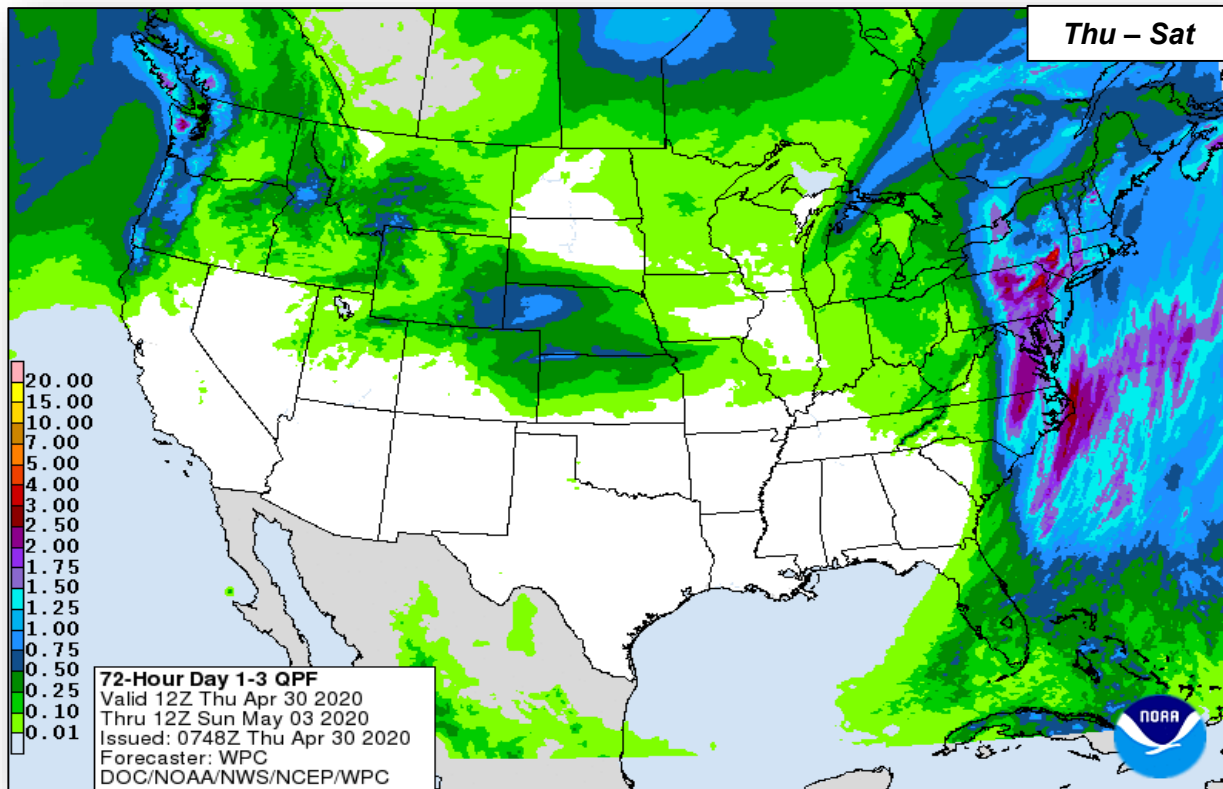 Thu – Sat
20.00
15.00
10.00
7.00
5.00
4.00
3.00
2.50
2.00
1.75
1.50
1.25
1.00
0.75
0.50
0.25
0.10
0.01
72-Hour Day 1-3 QPF
Valid 12Z Thu Apr 30 2020
Thru 12Z Sun May 03 2020
Issued: 0748Z Thu Apr 30 2020
Forecaster: WPC
DOC/NOAA/NWS/NCEP/WPC
NOAA